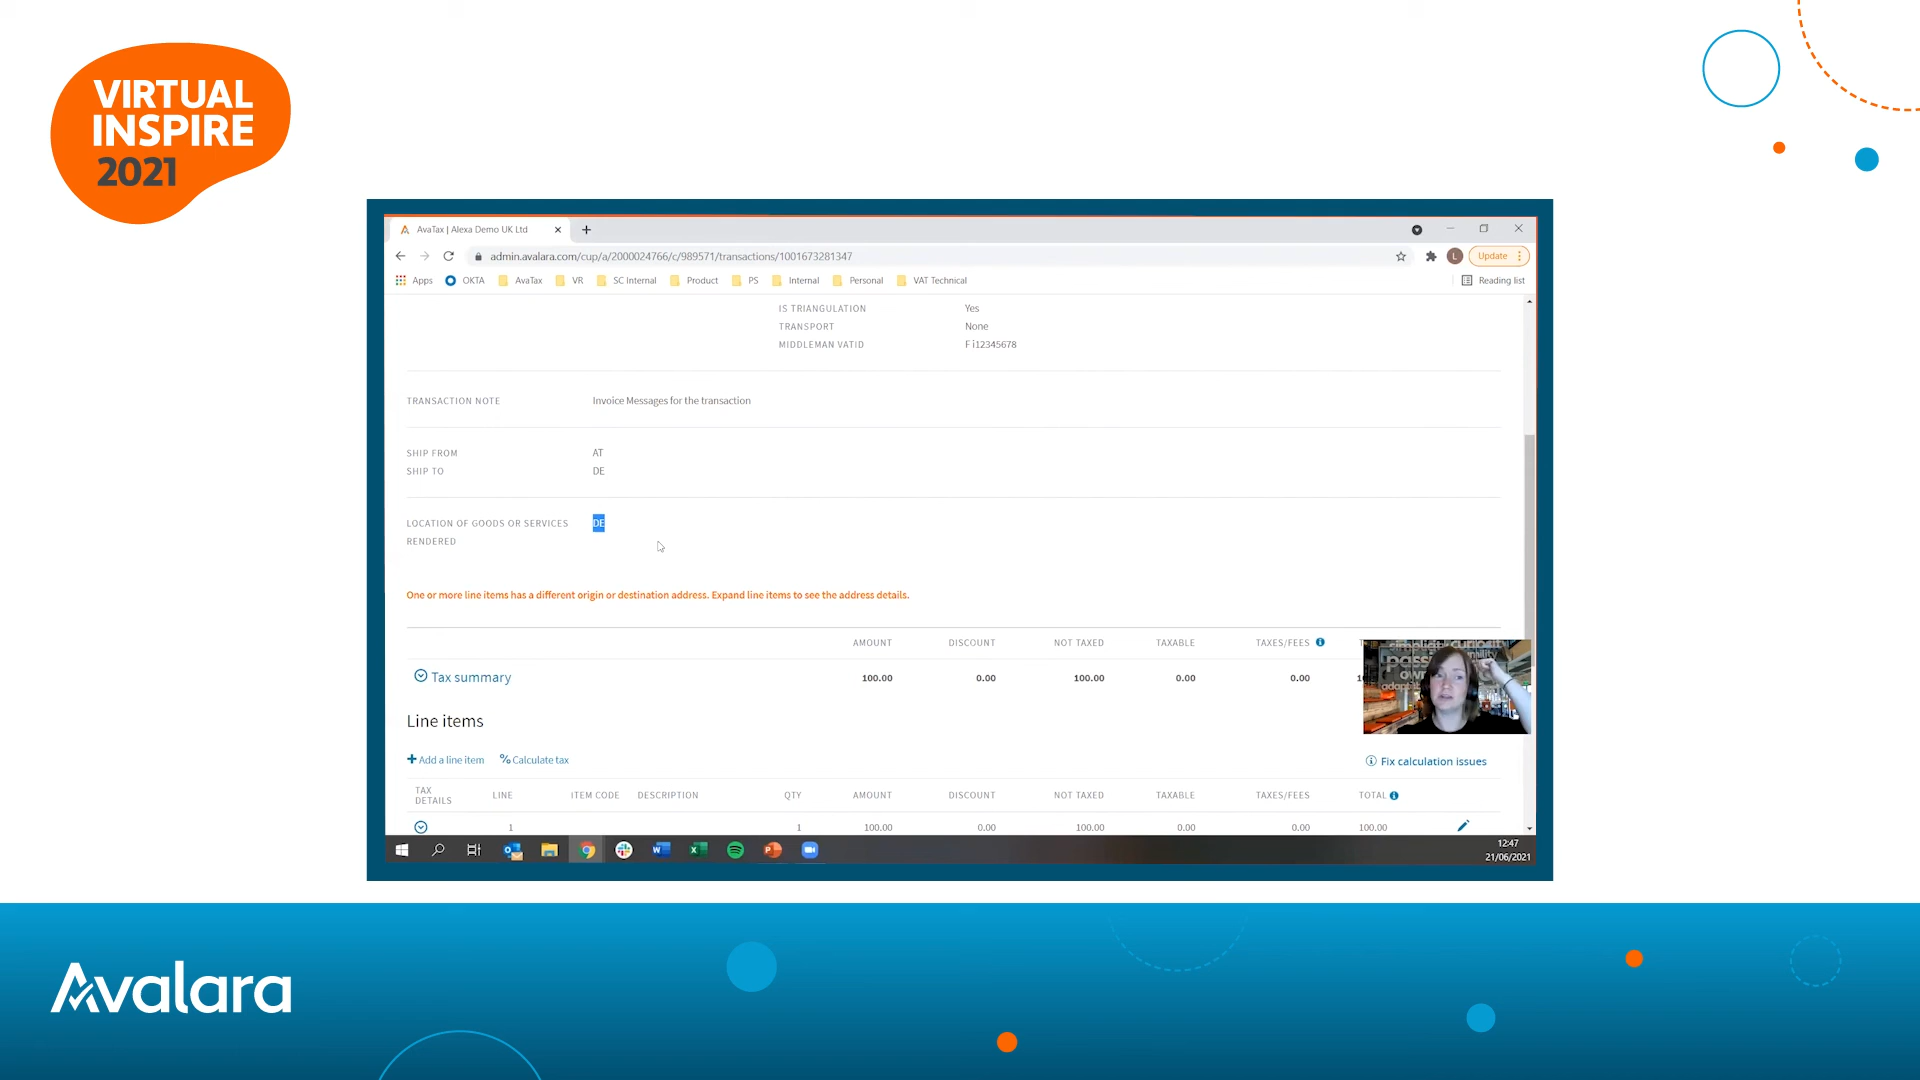 VIRTUAL
INSPIRE
2021
AvaTax | Alexa Demo UK Ltd
admin.avalara.com/cup/a/2000024766/c/989571/transactions/1001673281347
L
Update
Apps
OKTA
AvaTax
VR
SC Internal
Product
PS
Internal
Personal
VAT Technical
Reading list
IS TRIANGULATION Yes
TRANSPORT None
MIDDLEMAN VATID Fi12345678
TRANSACTION NOTE Invoice Messages for the transaction
SHIP FROM AT
SHIP TO DE
LOCATION OF GOODS OR SERVICES DE
RENDERED
One or more line items has a different origin or destination address. Expand line items to see the address details.
AMOUNT DISCOUNT NOT TAXED TAXABLE TAXES/FEES
Tax summary 100.00 0.00 100.00 0.00 0.00
Line items
Add a line item % Calculate tax Fix calculation issues
TAX
DETAILS LINE ITEM CODE DESCRIPTION QTY AMOUNT DISCOUNT NOT TAXED TAXABLE TAXES/FEES TOTAL
1 1 100.00 0.00 100.00 0.00 0.00 100.00
12:47
21/06/2021
Avalara